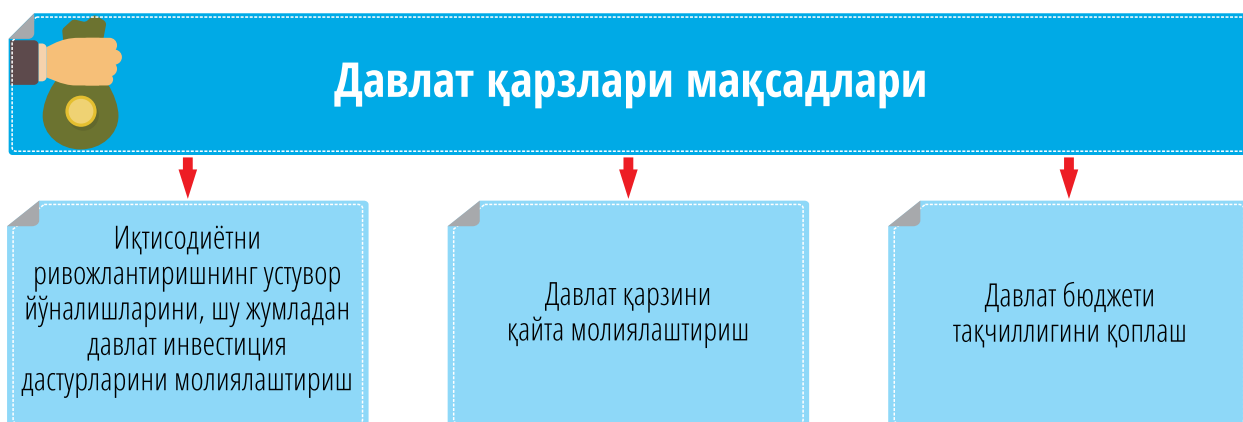 Давлат қарзлари мақсадлари
Иқтисодиётни
ривожлантиришнинг устувор
йўналишларини, шу жумладан
давлат инвестиция
дастурларини молиялаштириш
Давлат қарзини
қайта молиялаштириш
Давлат бюджети
тақчиллигини қоплаш